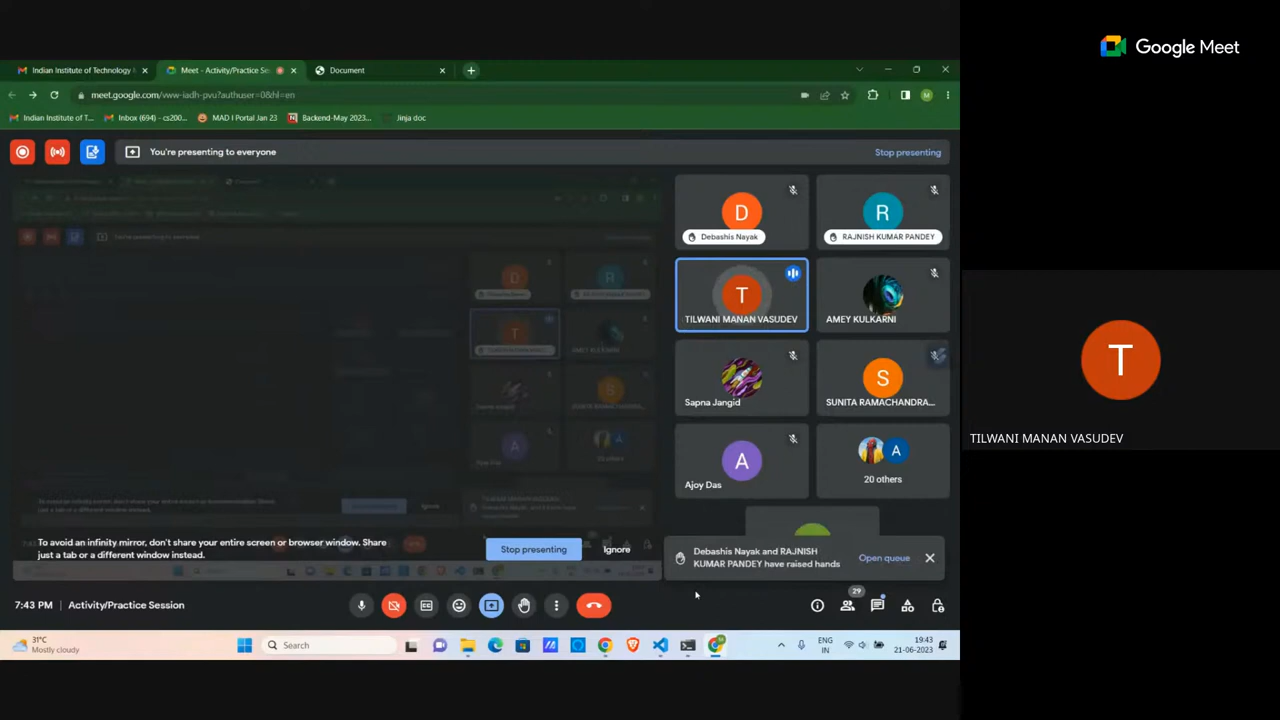 Google Meet
Indian Institute of Technology
Meet - Activity/Practice Se
Document
meet.google.com/vww-iadh-pvu?authuser=0&hl=en
Indian Institute of T...
Inbox (694) - cs200...
MAD I Portal Jan 23
Backend-May 2023...
Jinja doc
M
You're presenting to everyone
Stop presenting
D
Debashis Nayak
R
RAJNISH KUMAR PANDEY
T
TILWANI MANAN VASUDEV
AMEY KULKARNI
Sapna Jangid
S
SUNITA RAMACHANDRA...
A
Ajoy Das
A
20 others
T
TILWANI MANAN VASUDEV
To avoid an infinity mirror, don't share your entire screen or browser window. Share
just a tab or a different window instead.
Stop presenting
Ignore
Debashis Nayak and RAJNISH
KUMAR PANDEY have raised hands
Open queue
7:43 PM
Activity/Practice Session
29
31°C
Mostly cloudy
Search
ENG
IN
19:43
21-06-2023